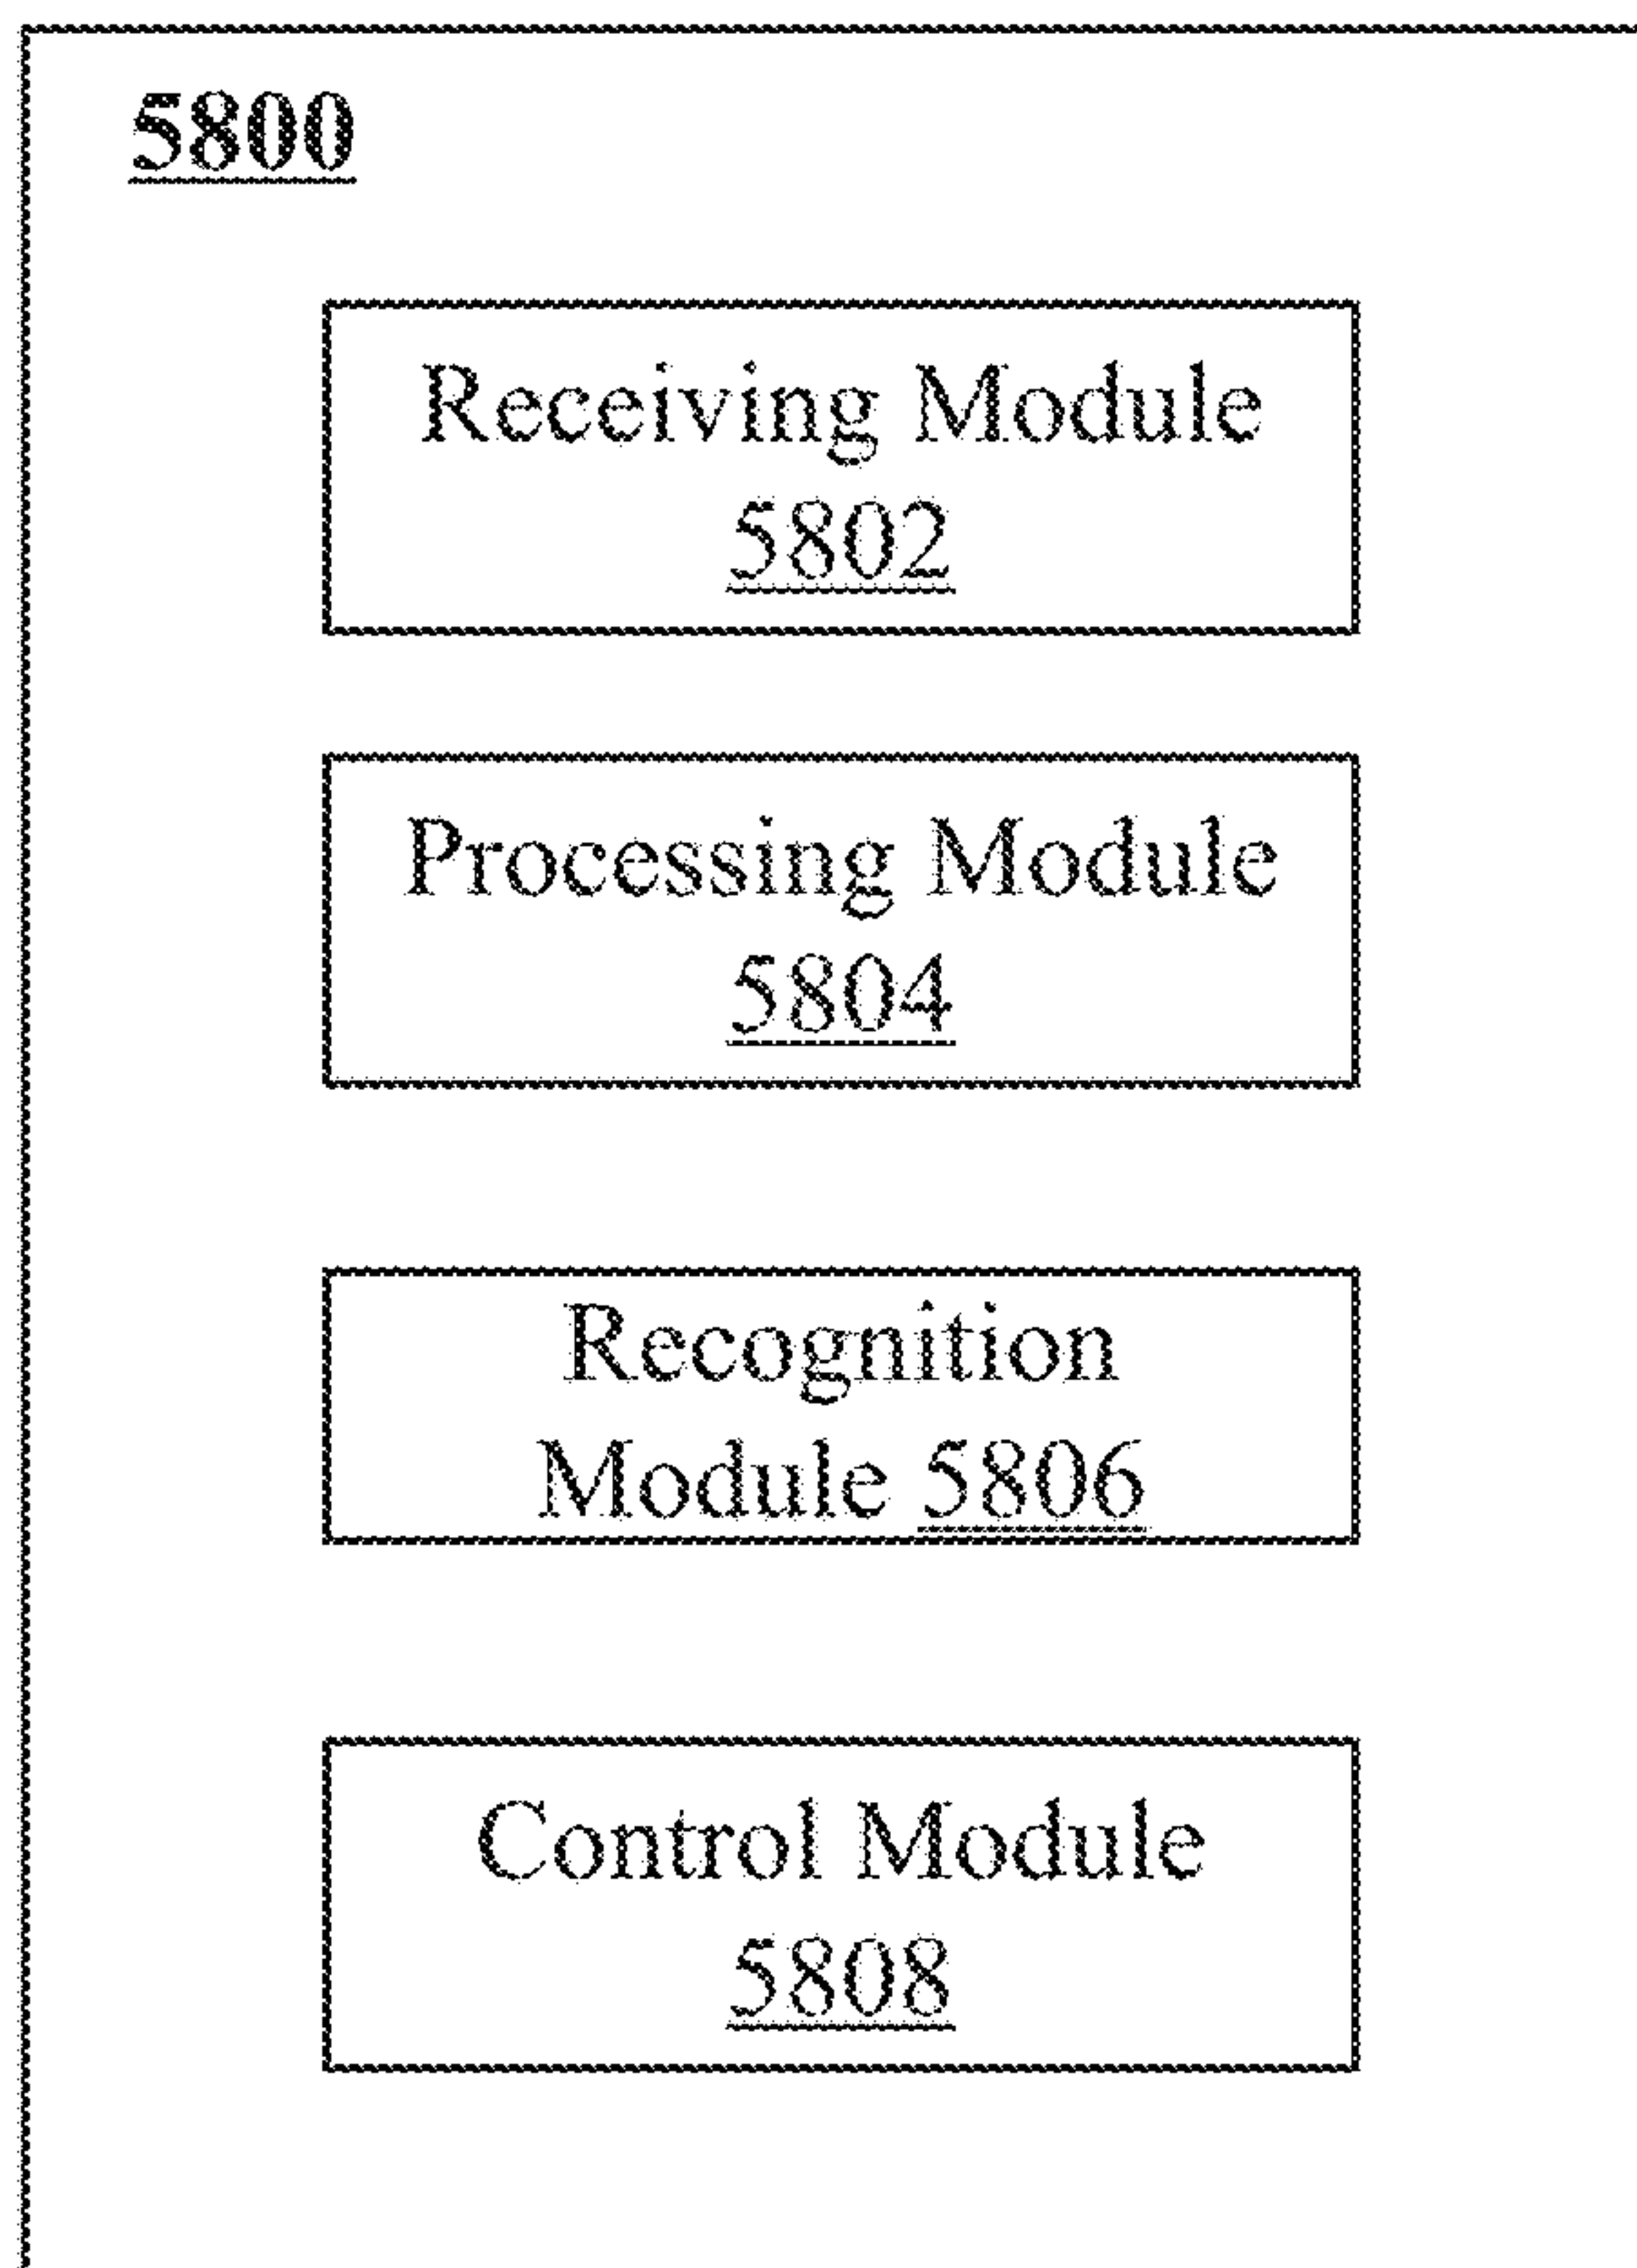 5800
Receiving Module
5802
Processing Module
5804
Recognition
Module 5806
Control Module
5808